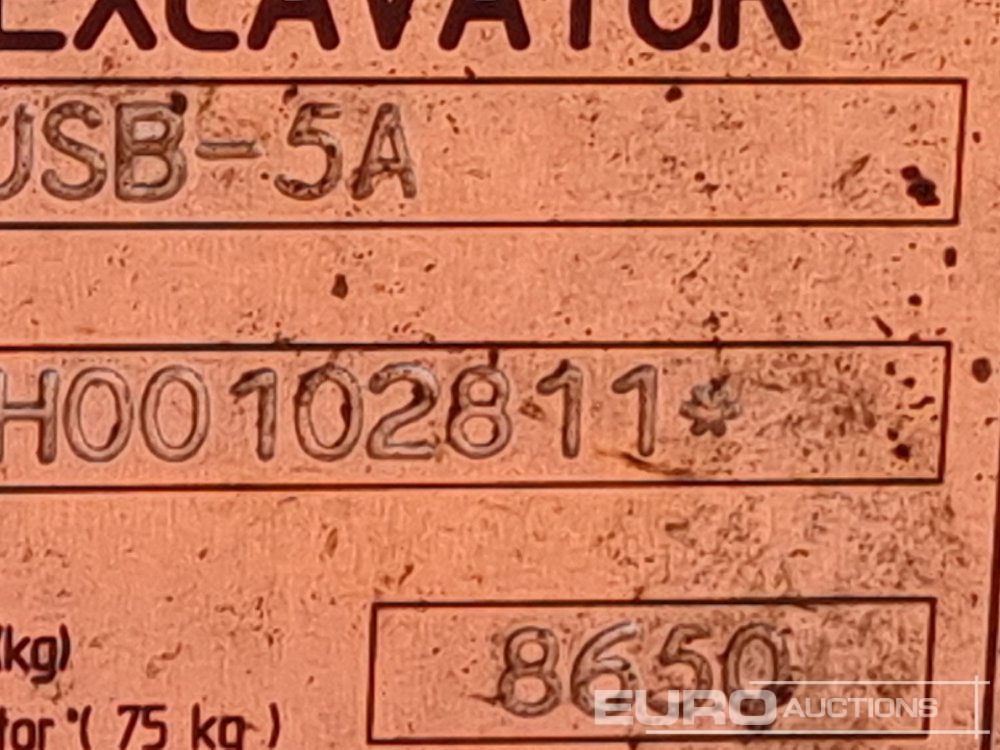 EXCAVATOR
USB-5A
H00102811*
(kg) 8650
tor ( 75 kg )
EURO AUCTIONS